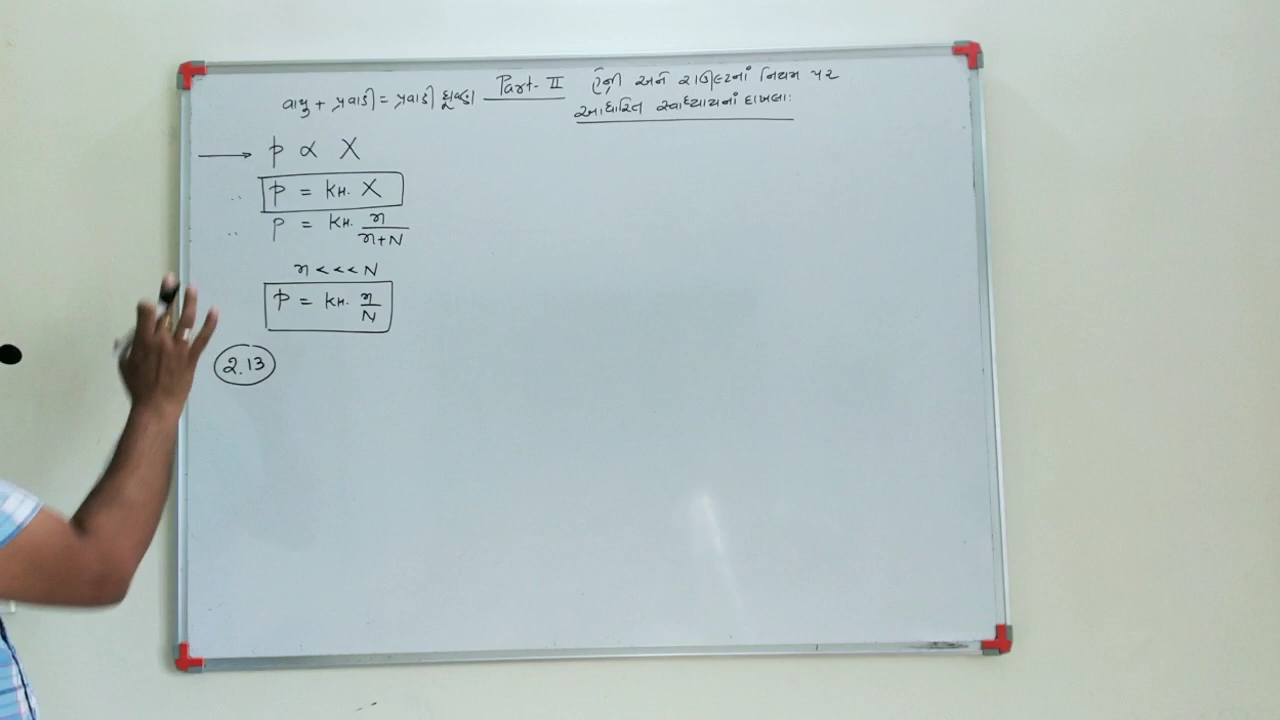 Part- II હેન્રી અને રાઉલ્ટનાં નિયમ પર
વાયુ + પ્રવાહી = પ્રવાહી દ્રાવણ આધારિત સ્વાધ્યાયનાં દાખલા:
→ p ∝ X
∴ p = KH. X
∴ p = KH. n/n+N
n <<< N
p = KH. n/N
2.13